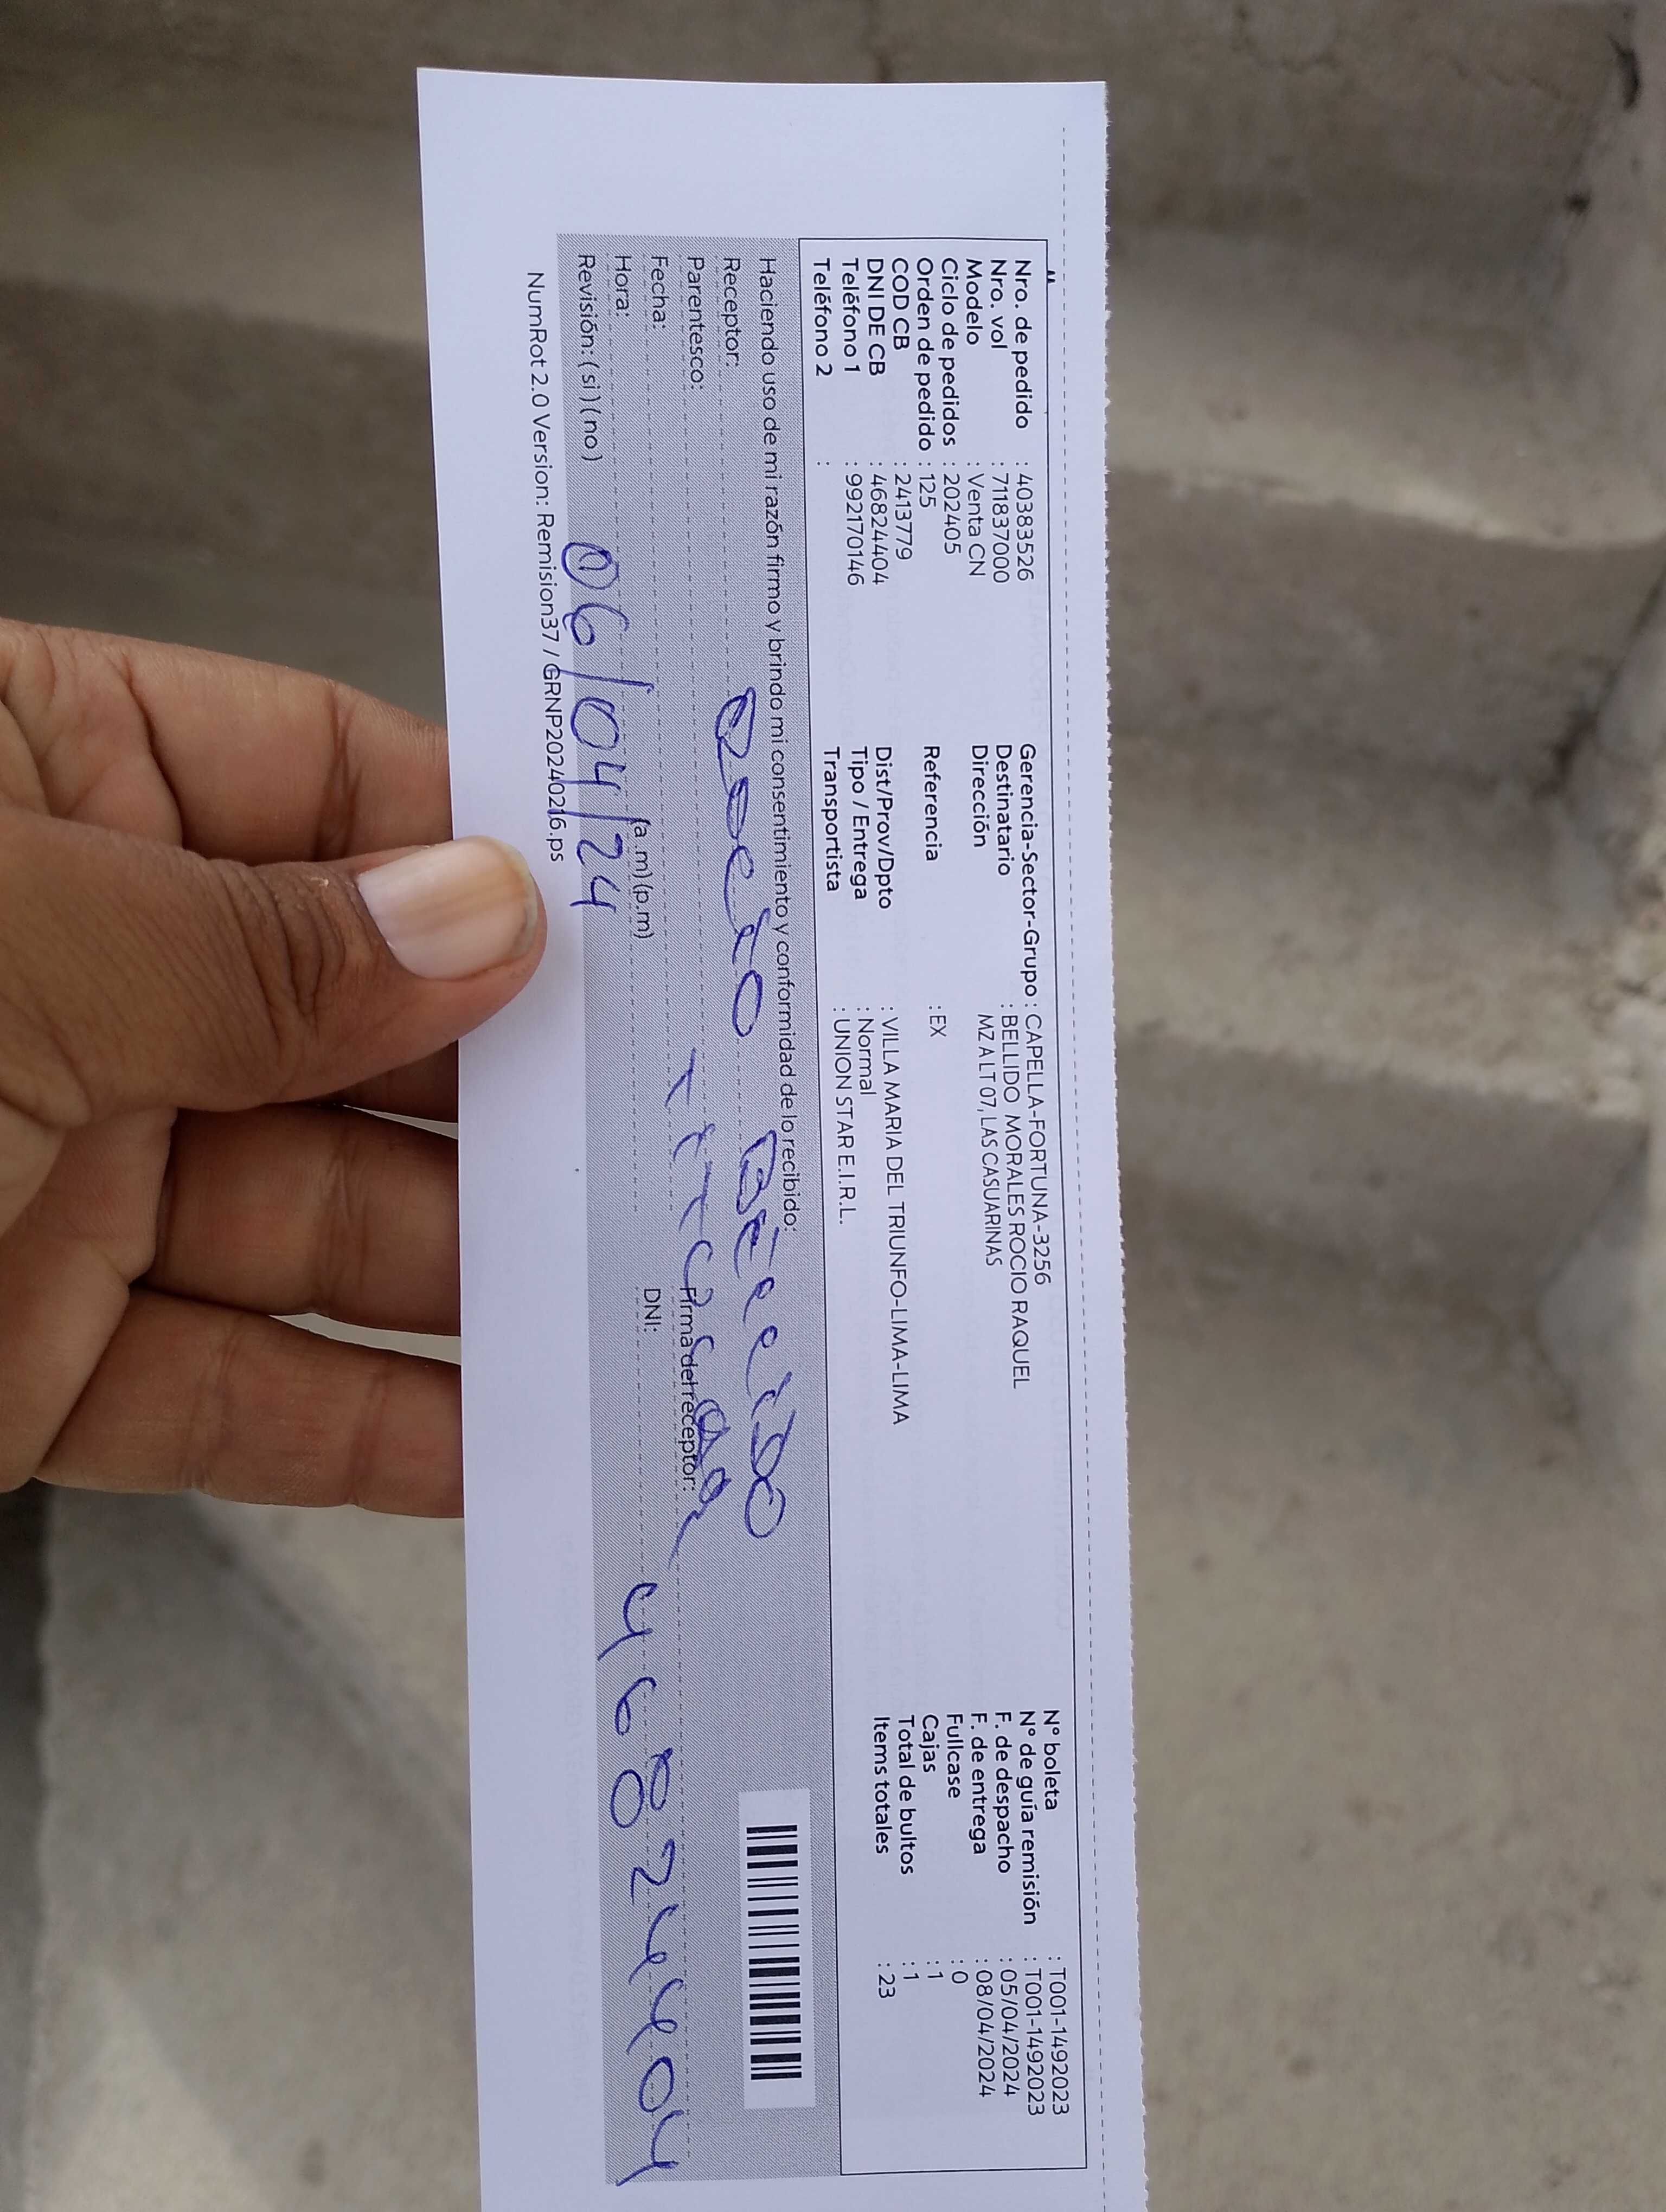 Nro. de pedido : 40383526
Nro. vol : 711837000
Modelo : Venta CN
Ciclo de pedidos : 202405
Orden de pedido : 125
COD CB : 2413779
DNI DE CB : 46824404
Teléfono 1 : 992170146
Teléfono 2 :
Gerencia-Sector-Grupo : CAPELLA-FORTUNA-3256
Destinatario : BELLIDO MORALES ROCIO RAQUEL
Dirección MZ A LT 07, LAS CASUARINAS
Referencia : EX
Dist/Prov/Dpto : VILLA MARIA DEL TRIUNFO-LIMA-LIMA
Tipo / Entrega : Normal
Transportista : UNION STAR E.I.R.L.
N° boleta : T001-1492023
N° de guía remisión : T001-1492023
F. de despacho : 05/04/2024
F. de entrega : 08/04/2024
Fullcase : 0
Cajas : 1
Total de bultos : 1
Items totales : 23
Haciendo uso de mi razón firmo y brindo mi consentimiento y conformidad de lo recibido:
Receptor: Rocio Bellido
Parentesco:
Firma del receptor:
Fecha:
DNI: 46824404
Hora: (a.m)(p.m)
Revisión: (si)(no) 06/04/24
NumRot 2.0 Version: Remision37 / GRNP20240216.ps